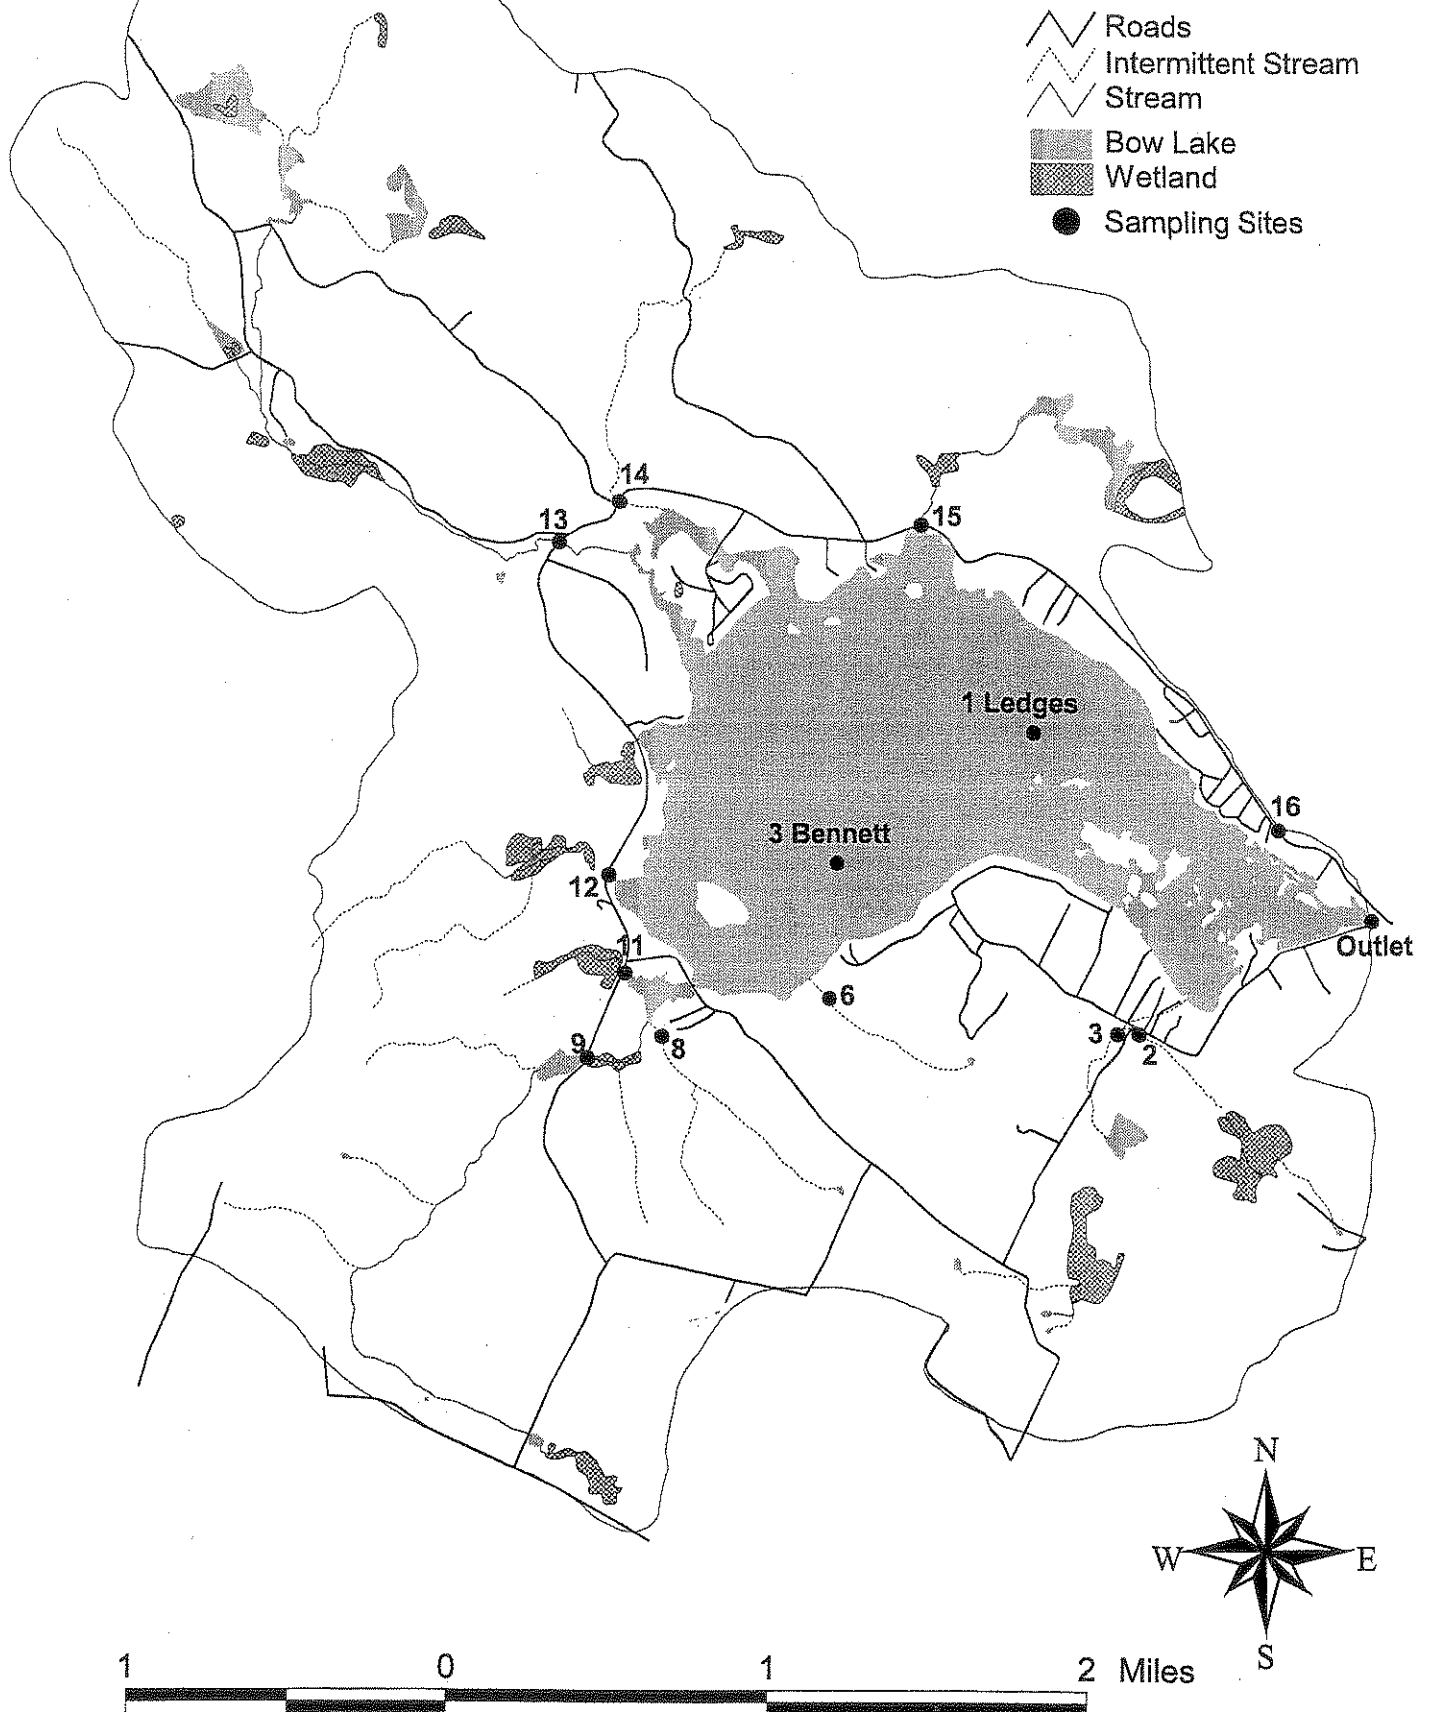 Roads
Intermittent Stream
Stream
Bow Lake
Wetland
Sampling Sites
14
13
15
1 Ledges
16
3 Bennett
12
11
Outlet
6
9
8
3
2
N
W
E
S
1
0
1
2 Miles